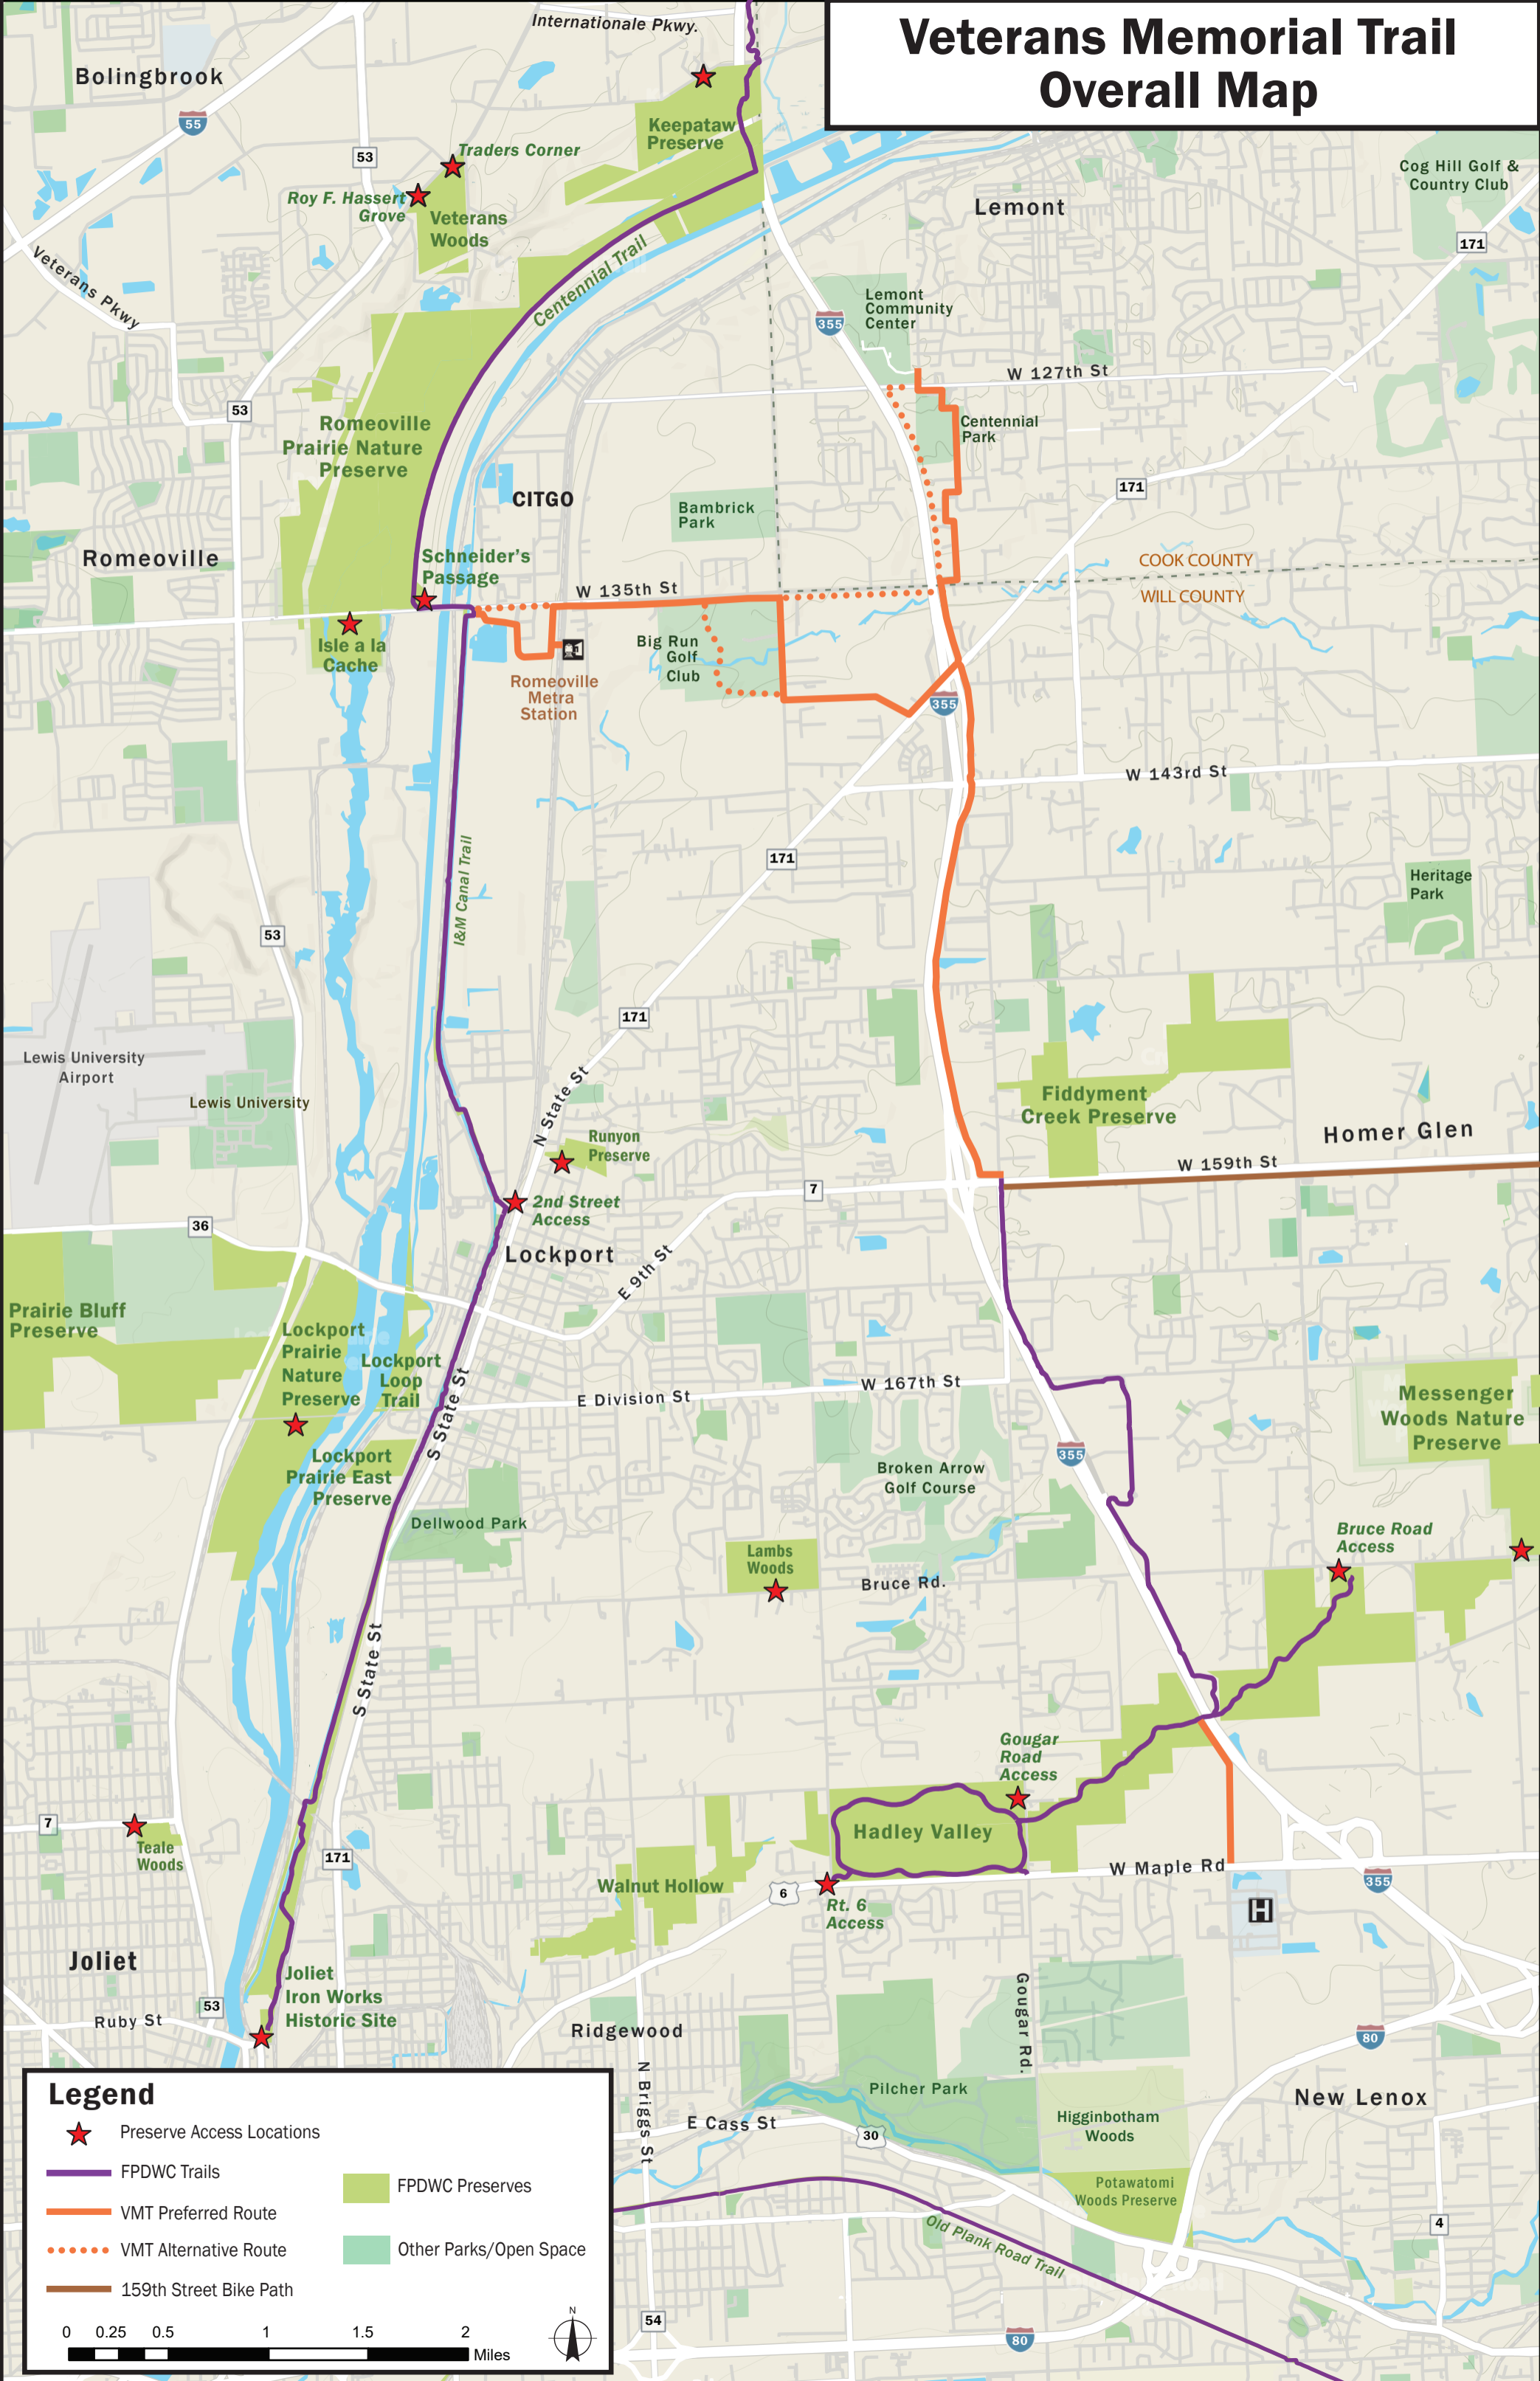 Veterans Memorial Trail
Overall Map
Internationale Pkwy.
Bolingbrook
55
53
Keepataw
Preserve
Traders Corner
Roy F. Hassert
Grove
Veterans
Woods
Cog Hill Golf &
Country Club
Lemont
171
Veterans Pkwy
Centennial Trail
Lemont
Community
Center
355
W 127th St
53
Romeoville
Prairie Nature
Preserve
Centennial
Park
CITGO
171
Bambrick
Park
Romeoville
Schneider's
Passage
COOK COUNTY
WILL COUNTY
W 135th St
Isle a la
Cache
Big Run
Golf
Club
Romeoville
Metra
Station
355
W 143rd St
171
I&M Canal Trail
Heritage
Park
53
171
Lewis University
Airport
Lewis University
N State St
Fiddyment
Creek Preserve
Runyon
Preserve
Homer Glen
W 159th St
7
2nd Street
Access
36
Lockport
E 9th St
Prairie Bluff
Preserve
Lockport
Prairie
Nature
Preserve
Lockport
Loop
Trail
S State St
E Division St
W 167th St
Messenger
Woods Nature
Preserve
355
Lockport
Prairie East
Preserve
Broken Arrow
Golf Course
Dellwood Park
Bruce Road
Access
Lambs
Woods
Bruce Rd.
S State St
Gougar
Road
Access
7
Teale
Woods
171
Hadley Valley
Walnut Hollow
6
W Maple Rd
355
Rt. 6
Access
H
Joliet
Joliet
Iron Works
Historic Site
53
Ruby St
Gougar Rd.
Ridgewood
80
N Briggs St
Pilcher Park
New Lenox
E Cass St
30
Higginbotham
Woods
Potawatomi
Woods Preserve
Old Plank Road Trail
4
54
80
Legend
Preserve Access Locations
FPDWC Trails
VMT Preferred Route
VMT Alternative Route
159th Street Bike Path
FPDWC Preserves
Other Parks/Open Space
0 0.25 0.5 1 1.5 2
Miles
N